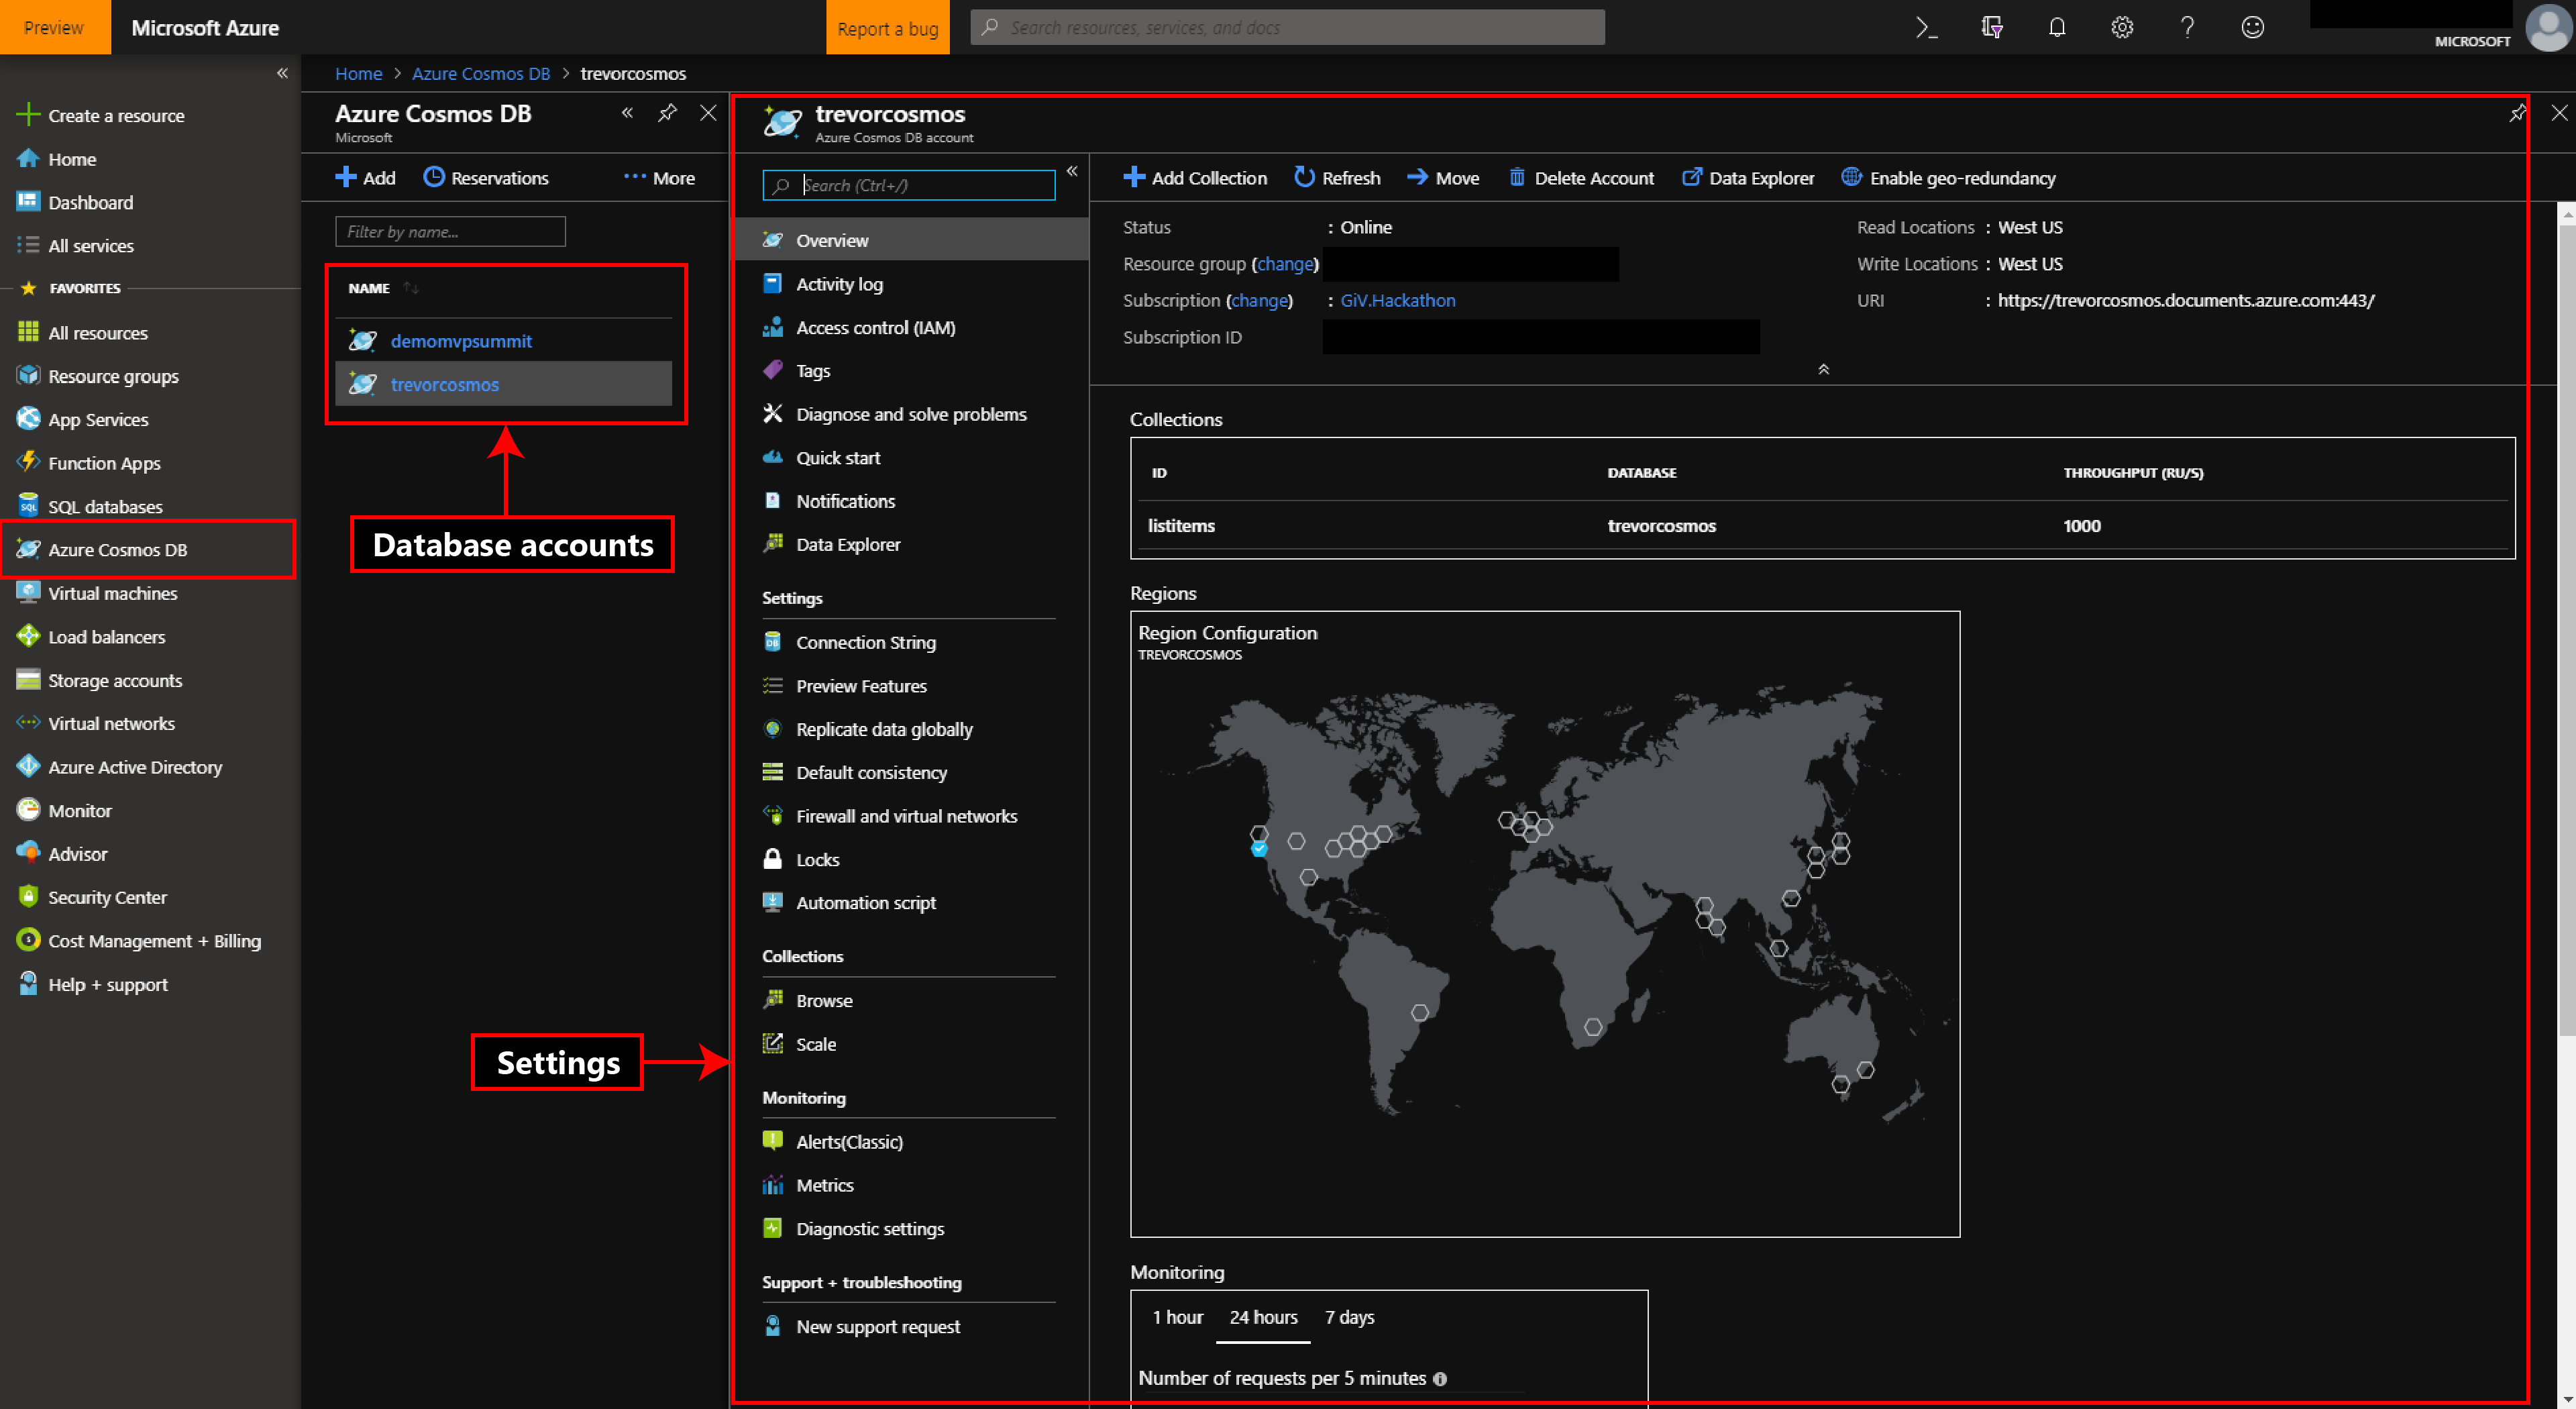 Preview
Microsoft Azure
Report a bug
Search resources, services, and docs
MICROSOFT
Create a resource
Home
Dashboard
All services
FAVORITES
All resources
Resource groups
App Services
Function Apps
SQL databases
Azure Cosmos DB
Virtual machines
Load balancers
Storage accounts
Virtual networks
Azure Active Directory
Monitor
Advisor
Security Center
Cost Management + Billing
Help + support
Home > Azure Cosmos DB > trevorcosmos
Azure Cosmos DB
Microsoft
Add Reservations ... More
Filter by name...
NAME
demomvpsummit
trevorcosmos
Database accounts
Settings
trevorcosmos
Azure Cosmos DB account
Search (Ctrl+/)
Overview
Activity log
Access control (IAM)
Tags
Diagnose and solve problems
Quick start
Notifications
Data Explorer
Settings
Connection String
Preview Features
Replicate data globally
Default consistency
Firewall and virtual networks
Locks
Automation script
Collections
Browse
Scale
Monitoring
Alerts(Classic)
Metrics
Diagnostic settings
Support + troubleshooting
New support request
Add Collection Refresh Move Delete Account Data Explorer Enable geo-redundancy
Status : Online
Resource group (change)
Subscription (change) : GiV.Hackathon
Subscription ID
Read Locations : West US
Write Locations : West US
URI : https://trevorcosmos.documents.azure.com:443/
Collections
ID DATABASE THROUGHPUT (RU/S)
listitems trevorcosmos 1000
Regions
Region Configuration
TREVORCOSMOS
Monitoring
1 hour 24 hours 7 days
Number of requests per 5 minutes